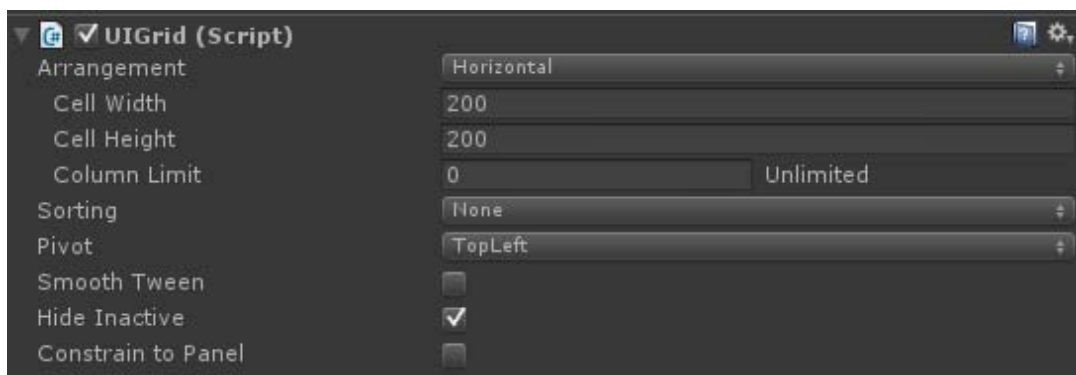 UIGrid (Script)
Arrangement Horizontal
Cell Width 200
Cell Height 200
Column Limit 0 Unlimited
Sorting None
Pivot TopLeft
Smooth Tween
Hide Inactive
Constrain to Panel